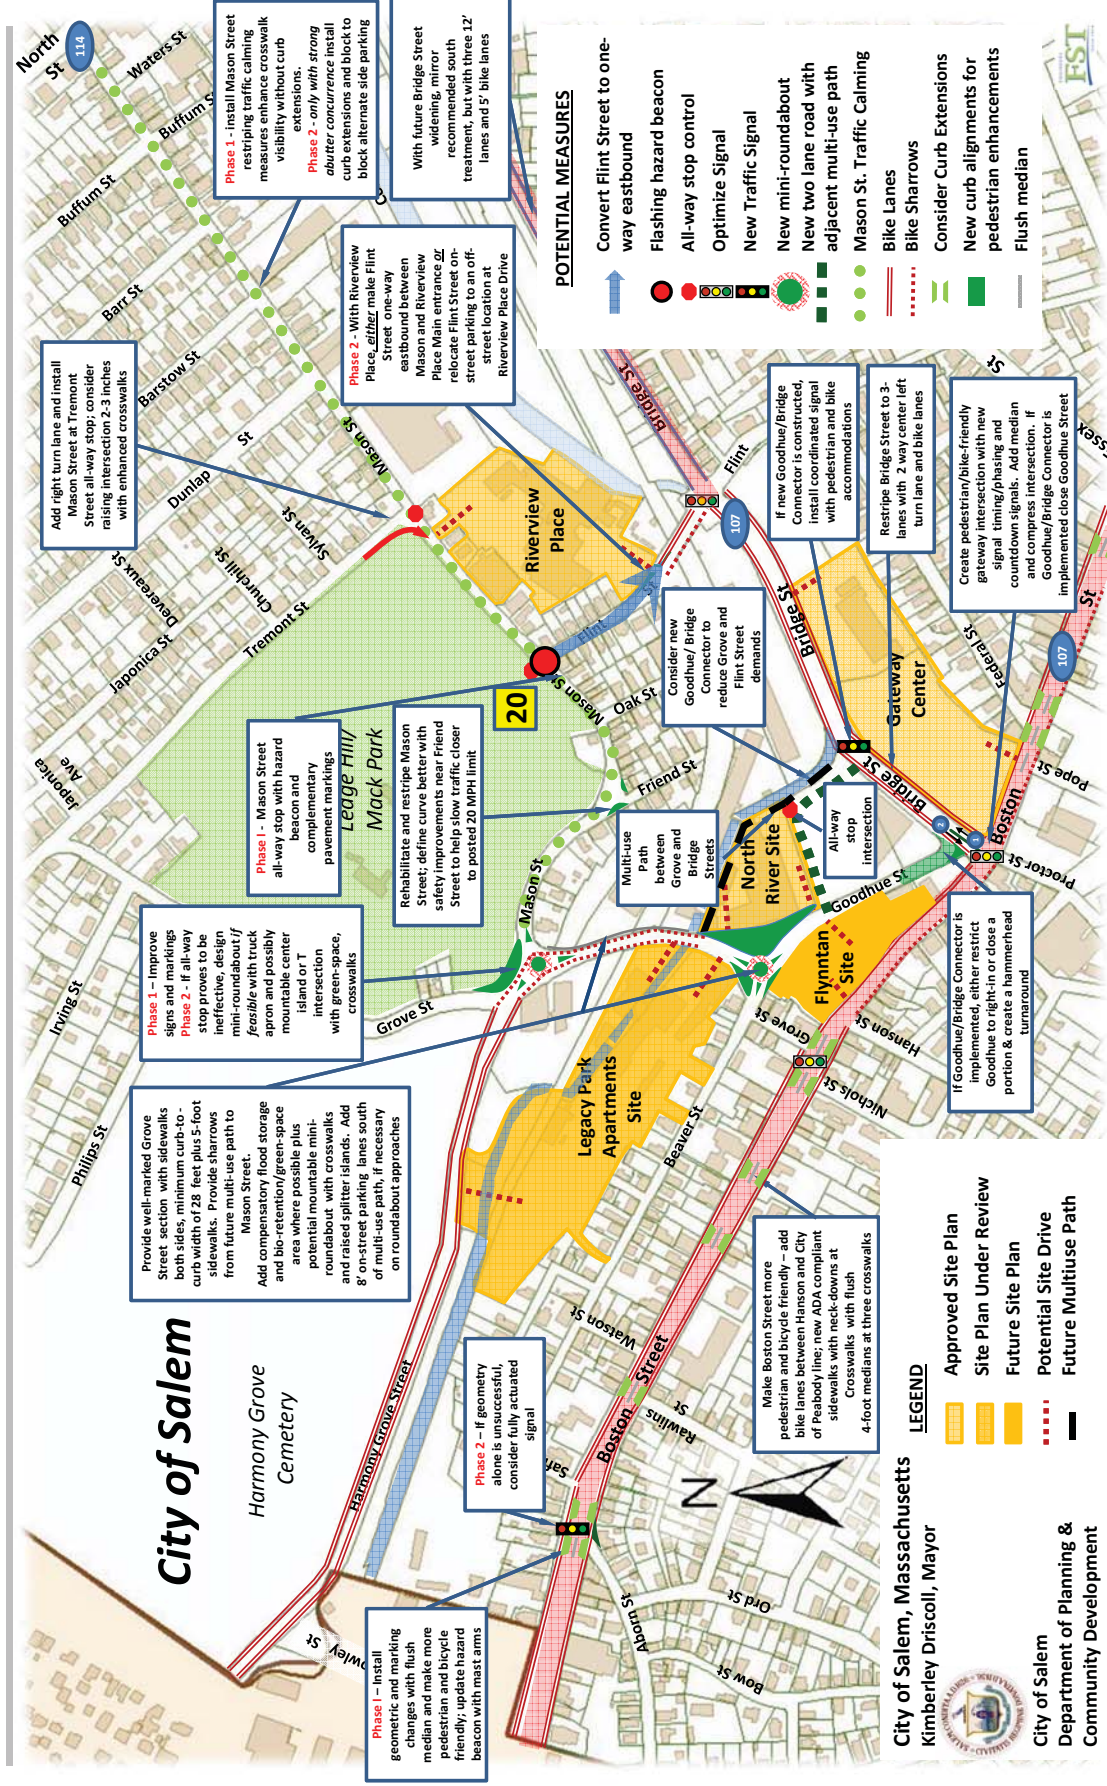 City of Salem
Harmony Grove
Cemetery
Provide well-marked Grove
Street section with sidewalks
both sides, minimum curb-to -
curb width of 28 feet plus 5-foot
sidewalks. Provide sharrows
from future multi-use path to
Mason Street.
Add compensatory flood storage
and bio-retention/green-space
area where possible plus
potential mountable mini-
roundabout with crosswalks
and raised splitter islands. Add
8' on-street parking lanes south
of multi-use path, if necessary
on roundabout approaches
Phase 1 – Improve
signs and markings
Phase 2 - If all-way
stop proves to be
ineffective, design
mini-roundabout if
feasible with truck
apron and possibly
mountable center
island or T
intersection
with green-space,
crosswalks
Phase I - Mason Street
all-way stop with hazard
beacon and
complementary
pavement markings
Rehabilitate and restripe Mason
Street; define curve better with
safety improvements near Friend
Street to help slow traffic closer
to posted 20 MPH limit
Add right turn lane and install
Mason Street at Tremont
Street all-way stop; consider
raising intersection 2-3 inches
with enhanced crosswalks
Phase 1 - install Mason Street
restriping traffic calming
measures enhance crosswalk
visibility without curb
extensions.
Phase 2 - only with strong
abutter concurrence install
curb extensions and block to
block alternate side parking
With future Bridge Street
widening, mirror
recommended south
treatment, but with three 12'
lanes and 5' bike lanes
Phase 2 - With Riverview
Place, either make Flint
Street one-way
eastbound between
Mason and Riverview
Place Main entrance or
relocate Flint Street on-
street parking to an off-
street location at
Riverview Place Drive
Multi-use
Path
between
Grove and
Bridge
Streets
Consider new
Goodhue/ Bridge
Connector to
reduce Grove and
Flint Street
demands
All-way
stop
intersection
If new Goodhue/Bridge
Connector is constructed,
install coordinated signal
with pedestrian and bike
accommodations
Restripe Bridge Street to 3-
lanes with 2 way center left
turn lane and bike lanes
Create pedestrian/bike-friendly
gateway intersection with new
signal timing/phasing and
countdown signals. Add median
and compress intersection. If
Goodhue/Bridge Connector is
implemented close Goodhue Street
If Goodhue/Bridge Connector is
implemented, either restrict
Goodhue to right-in or close a
portion & create a hammerhead
turnaround
Make Boston Street more
pedestrian and bicycle friendly – add
bike lanes between Hanson and City
of Peabody line; new ADA compliant
sidewalks with neck-downs at
Crosswalks with flush
4-foot medians at three crosswalks
Phase 2 – If geometry
alone is unsuccessful,
consider fully actuated
signal
Phase I – Install
geometric and marking
changes with flush
median and make more
pedestrian and bicycle
friendly; update hazard
beacon with mast arms
North
St
114
Waters St
Buffum St
Buffum St
Barr St
Barstow St
Dunlap
St
Mason St
Sylvan St
Churchill St
Devereaux St
Tremont St
Japonica St
Japonica
Ave
Irving St
Philips St
Grove St
Mason St
Mason St
Oak St
Friend St
Flint
St
Flint
Bridge St
107
Bridge St
Bridge St
Goodhue St
Grove St
Hanson St
Nichols St
Beaver St
Watson St
Rawlins
St
Boston
Street
Harmony Grove Street
Aborn St
Ord St
Bow St
Proctor St
Boston
St
107
Pope St
Federal St
St
20
1
2
Ledge Hill/
Mack Park
Riverview
Place
Gateway
Center
North
River Site
Flynntan
Site
Legacy Park
Apartments
Site
N
POTENTIAL MEASURES
Convert Flint Street to one-
way eastbound
Flashing hazard beacon
All-way stop control
Optimize Signal
New Traffic Signal
New mini-roundabout
New two lane road with
adjacent multi-use path
Mason St. Traffic Calming
Bike Lanes
Bike Sharrows
Consider Curb Extensions
New curb alignments for
pedestrian enhancements
Flush median
FST
City of Salem, Massachusetts
Kimberley Driscoll, Mayor
City of Salem
Department of Planning &
Community Development
LEGEND
Approved Site Plan
Site Plan Under Review
Future Site Plan
Potential Site Drive
Future Multiuse Path